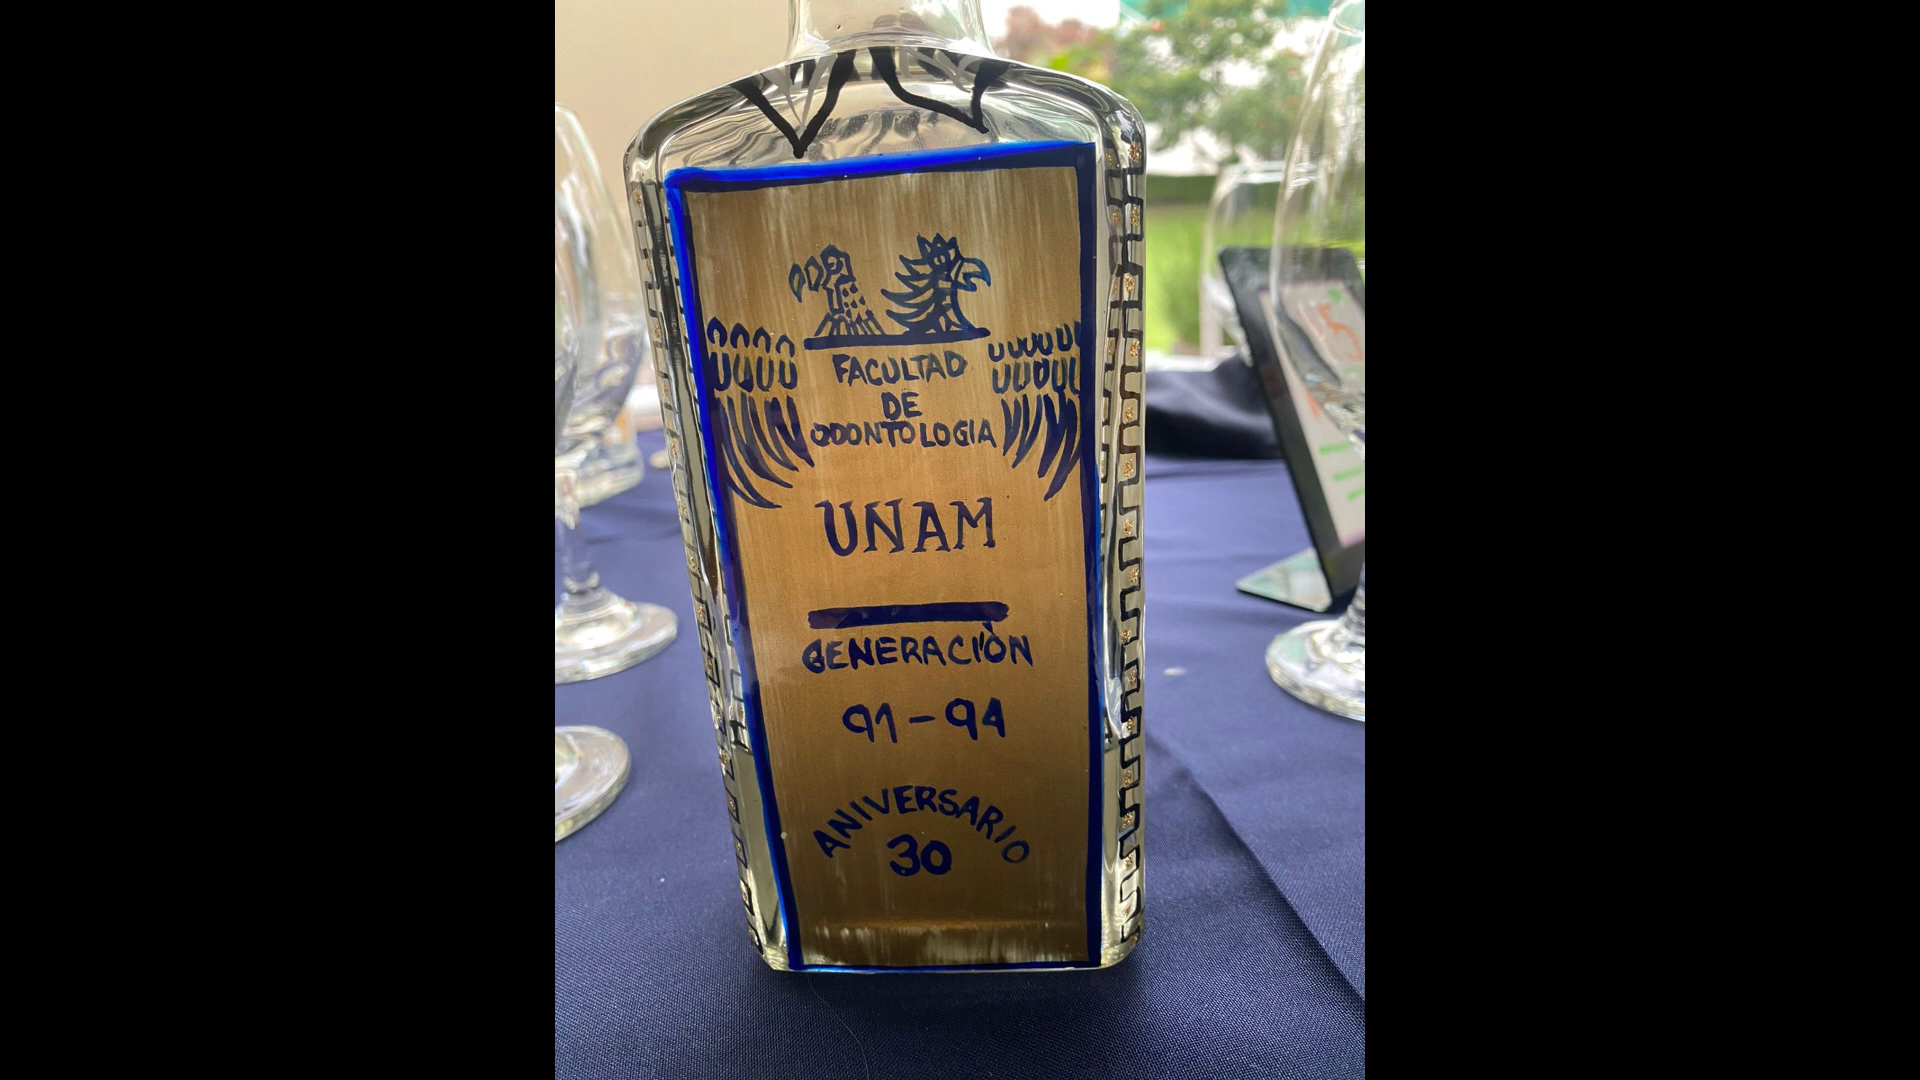 FACULTAD
DE
ODONTOLOGIA
UNAM
GENERACIÓN
91-94
ANIVERSARIO
30